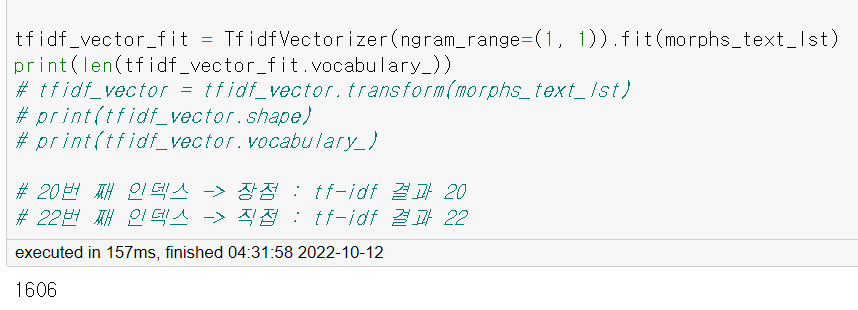 tfidf_vector_fit = TfidfVectorizer(ngram_range=(1, 1)).fit(morphs_text_lst)
print(len(tfidf_vector_fit.vocabulary_))
# tfidf_vector = tfidf_vector.transform(morphs_text_lst)
# print(tfidf_vector.shape)
# print(tfidf_vector.vocabulary_)
# 20번 째 인덱스 -> 장점 : tf-idf 결과 20
# 22번 째 인덱스 -> 직접 : tf-idf 결과 22
executed in 157ms, finished 04:31:58 2022-10-12
1606